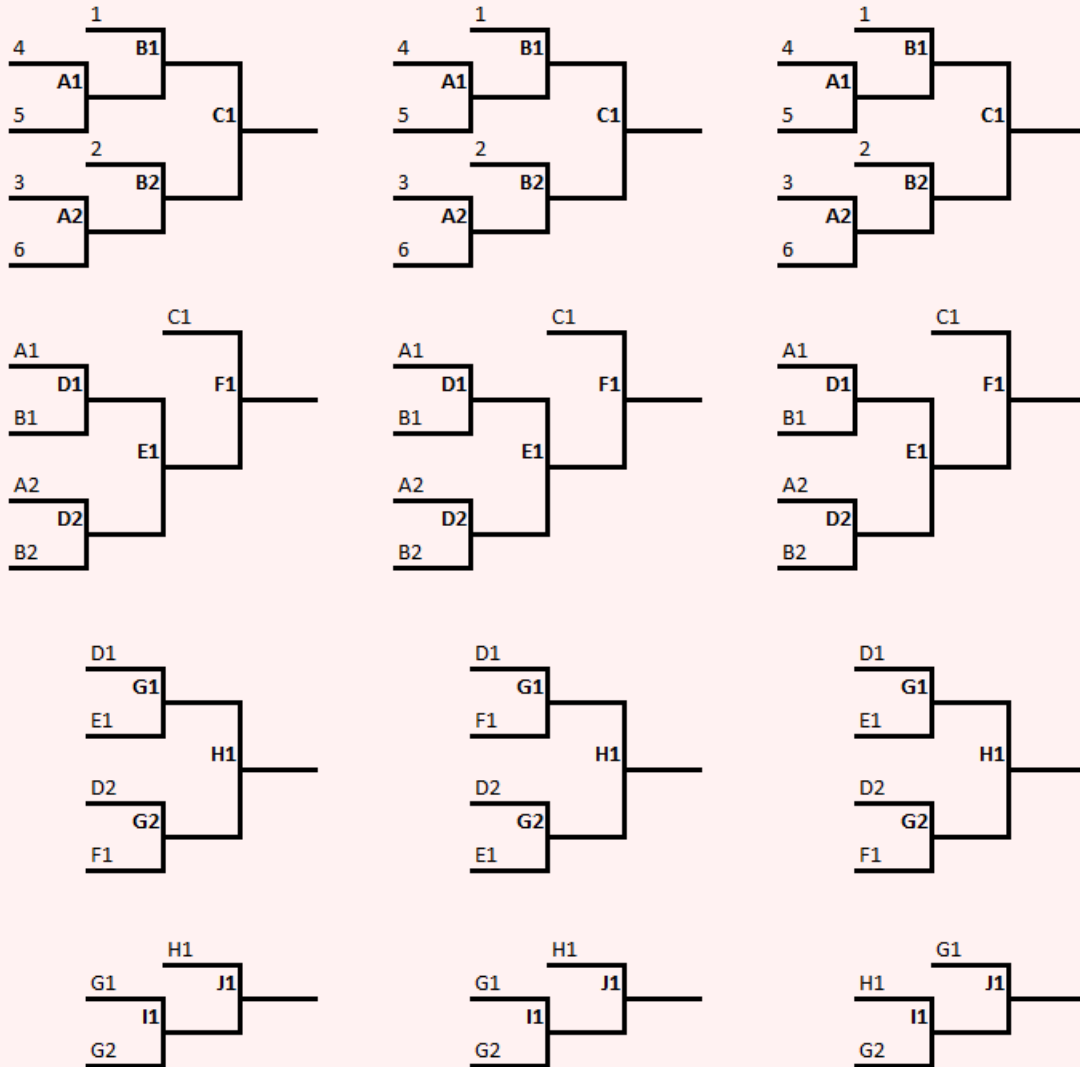 1 1 1
4 B1 4 B1 4 B1
A1 A1 A1
5 C1 5 C1 5 C1
2 2 2
3 B2 3 B2 3 B2
A2 A2 A2
6 6 6
C1 C1 C1
A1 A1 A1
D1 F1 D1 F1 D1 F1
B1 B1 B1
E1 E1 E1
A2 A2 A2
D2 D2 D2
B2 B2 B2
D1 D1 D1
G1 G1 G1
E1 F1 E1
H1 H1 H1
D2 D2 D2
G2 G2 G2
F1 E1 F1
H1 H1 G1
G1 J1 G1 J1 H1 J1
I1 I1 I1
G2 G2 G2